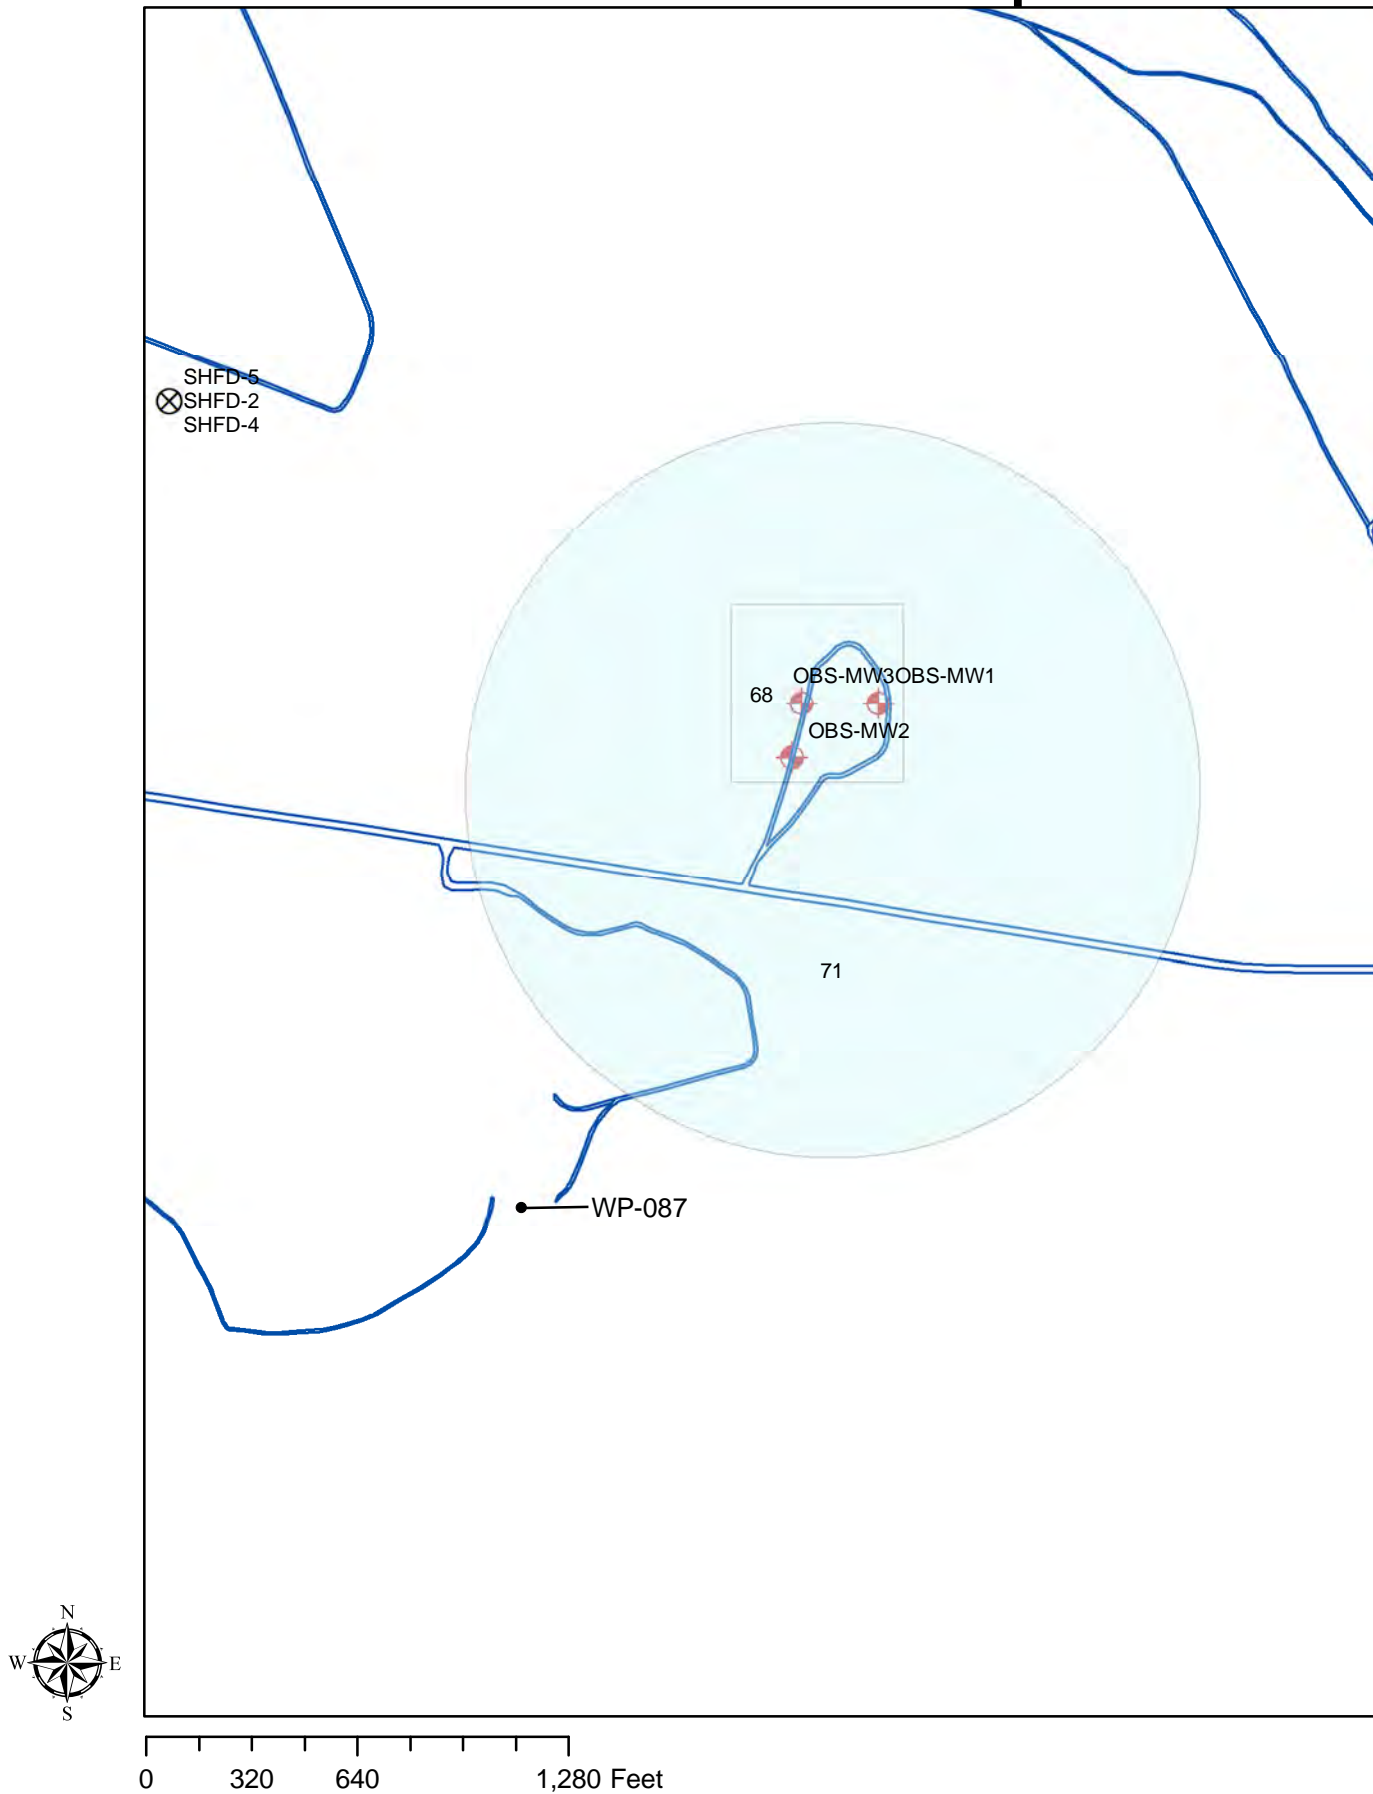 SHFD-5
SHFD-2
SHFD-4
OBS-MW3OBS-MW1
68
OBS-MW2
71
WP-087
N
W E
S
0 320 640 1,280 Feet